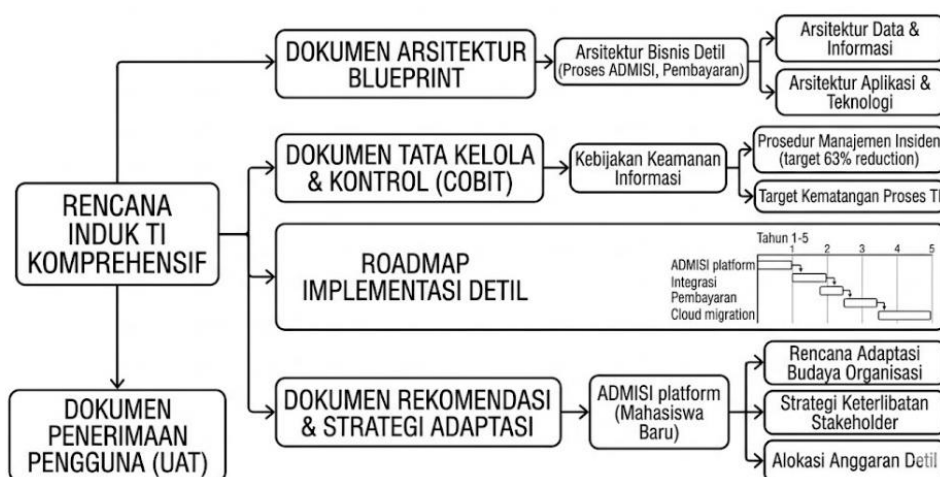 RENCANA
INDUK TI
KOMPREHENSIF
DOKUMEN
PENERIMAAN
PENGGUNA (UAT)
DOKUMEN ARSITEKTUR
BLUEPRINT
Arsitektur Bisnis Detil
(Proses ADMISI, Pembayaran)
Arsitektur Data &
Informasi
Arsitektur Aplikasi &
Teknologi
DOKUMEN TATA KELOLA
& KONTROL (COBIT)
Kebijakan Keamanan
Informasi
Prosedur Manajemen Insiden
(target 63% reduction)
Target Kematangan Proses TI
ROADMAP
IMPLEMENTASI DETIL
Tahun 1-5
1 2 3 4 5
ADMISI platform
Integrasi
Pembayaran
Cloud migration
DOKUMEN REKOMENDASI
& STRATEGI ADAPTASI
ADMISI platform
(Mahasiswa
Baru)
Rencana Adaptasi
Budaya Organisasi
Strategi Keterlibatan
Stakeholder
Alokasi Anggaran Detil